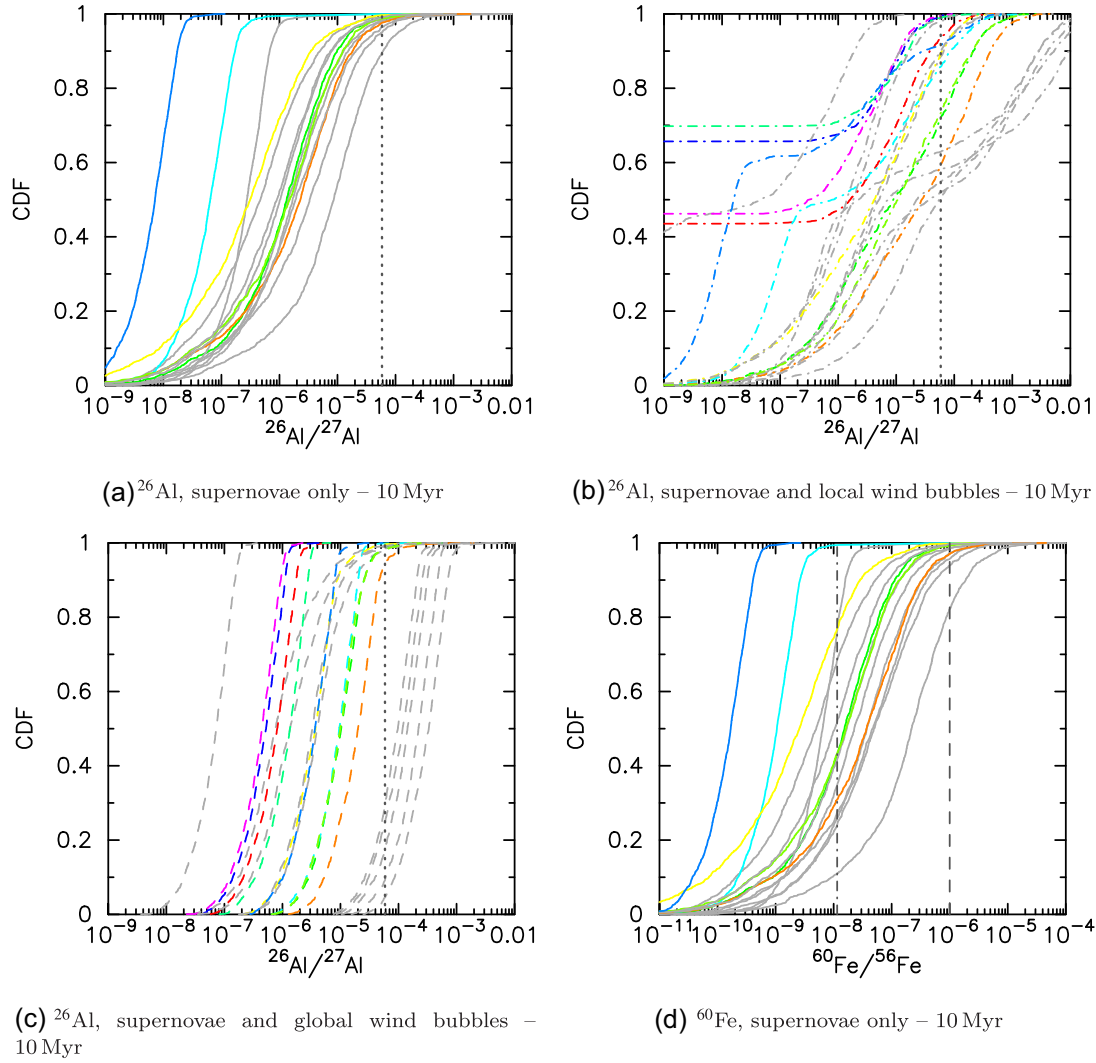 1
0.8
0.6
0.4
0.2
0
CDF
10⁻⁹ 10⁻⁸ 10⁻⁷ 10⁻⁶ 10⁻⁵ 10⁻⁴ 10⁻³ 0.01
²⁶Al/²⁷Al
(a) ²⁶Al, supernovae only – 10 Myr
1
0.8
0.6
0.4
0.2
0
CDF
10⁻⁹ 10⁻⁸ 10⁻⁷ 10⁻⁶ 10⁻⁵ 10⁻⁴ 10⁻³ 0.01
²⁶Al/²⁷Al
(b) ²⁶Al, supernovae and local wind bubbles – 10 Myr
1
0.8
0.6
0.4
0.2
0
CDF
10⁻⁹ 10⁻⁸ 10⁻⁷ 10⁻⁶ 10⁻⁵ 10⁻⁴ 10⁻³ 0.01
²⁶Al/²⁷Al
(c) ²⁶Al, supernovae and global wind bubbles –
10 Myr
1
0.8
0.6
0.4
0.2
0
CDF
10⁻¹¹ 10⁻¹⁰ 10⁻⁹ 10⁻⁸ 10⁻⁷ 10⁻⁶ 10⁻⁵ 10⁻⁴
⁶⁰Fe/⁵⁶Fe
(d) ⁶⁰Fe, supernovae only – 10 Myr